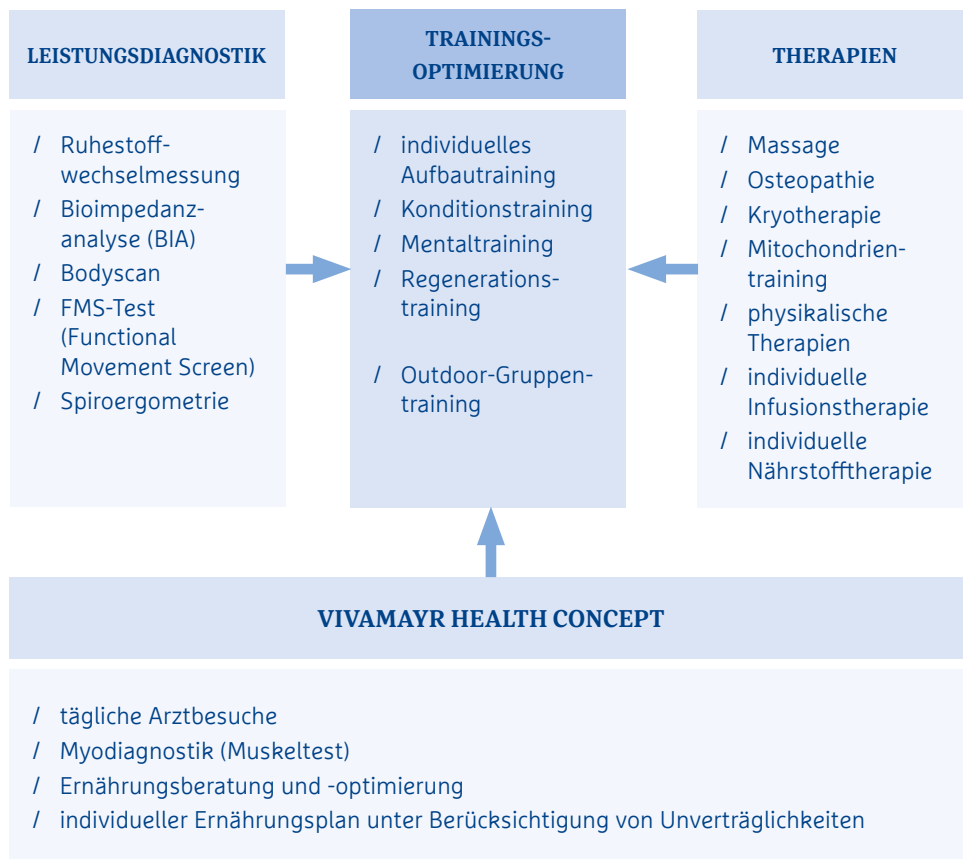 LEISTUNGSDIAGNOSTIK
/ Ruhestoff-
wechselmessung
/ Bioimpedanz-
analyse (BIA)
/ Bodyscan
/ FMS-Test
(Functional
Movement Screen)
/ Spiroergometrie
TRAININGS-
OPTIMIERUNG
/ individuelles
Aufbautraining
/ Konditionstraining
/ Mentaltraining
/ Regenerations-
training
/ Outdoor-Gruppen-
training
THERAPIEN
/ Massage
/ Osteopathie
/ Kryotherapie
/ Mitochondrien-
training
/ physikalische
Therapien
/ individuelle
Infusionstherapie
/ individuelle
Nährstofftherapie
VIVAMAYR HEALTH CONCEPT
/ tägliche Arztbesuche
/ Myodiagnostik (Muskeltest)
/ Ernährungsberatung und -optimierung
/ individueller Ernährungsplan unter Berücksichtigung von Unverträglichkeiten